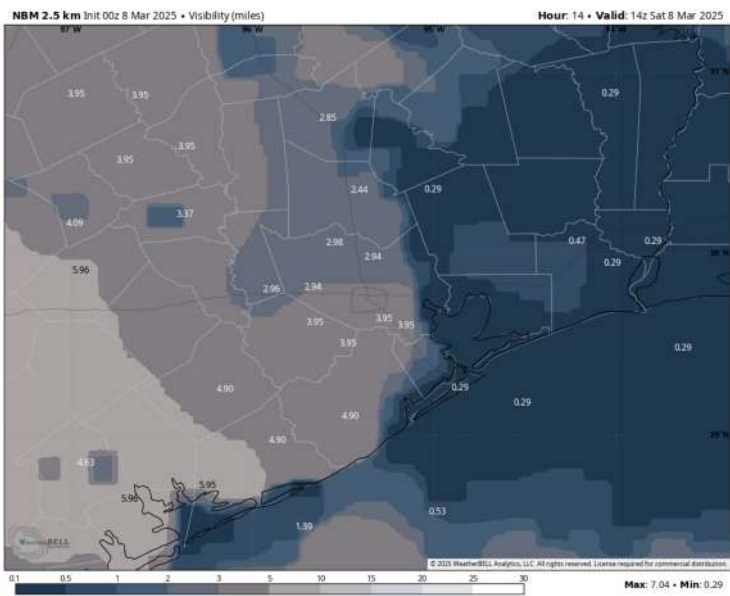 NBM 2.5 km Init 00z 8 Mar 2025 • Visibility (miles) Hour: 14 • Valid: 14z Sat 8 Mar 2025
97°W 96°W 95°W 94°W
31°N
3.95 3.95 0.29
2.85
3.95 3.95
2.44 0.29
4.09 3.37
2.98 0.47 0.29
2.94 0.29
5.96
2.96 2.94
3.95 3.95 3.95
3.95 0.29
4.90 0.29
0.29
4.90
4.90 29°N
4.63
5.96 5.95
0.53
1.39
WeatherBELL
© 2025 WeatherBELL Analytics, LLC. All rights reserved. License required for commercial distribution.
0.1 0.5 1 2 3 5 10 15 20 25 30
Max: 7.04 • Min: 0.29